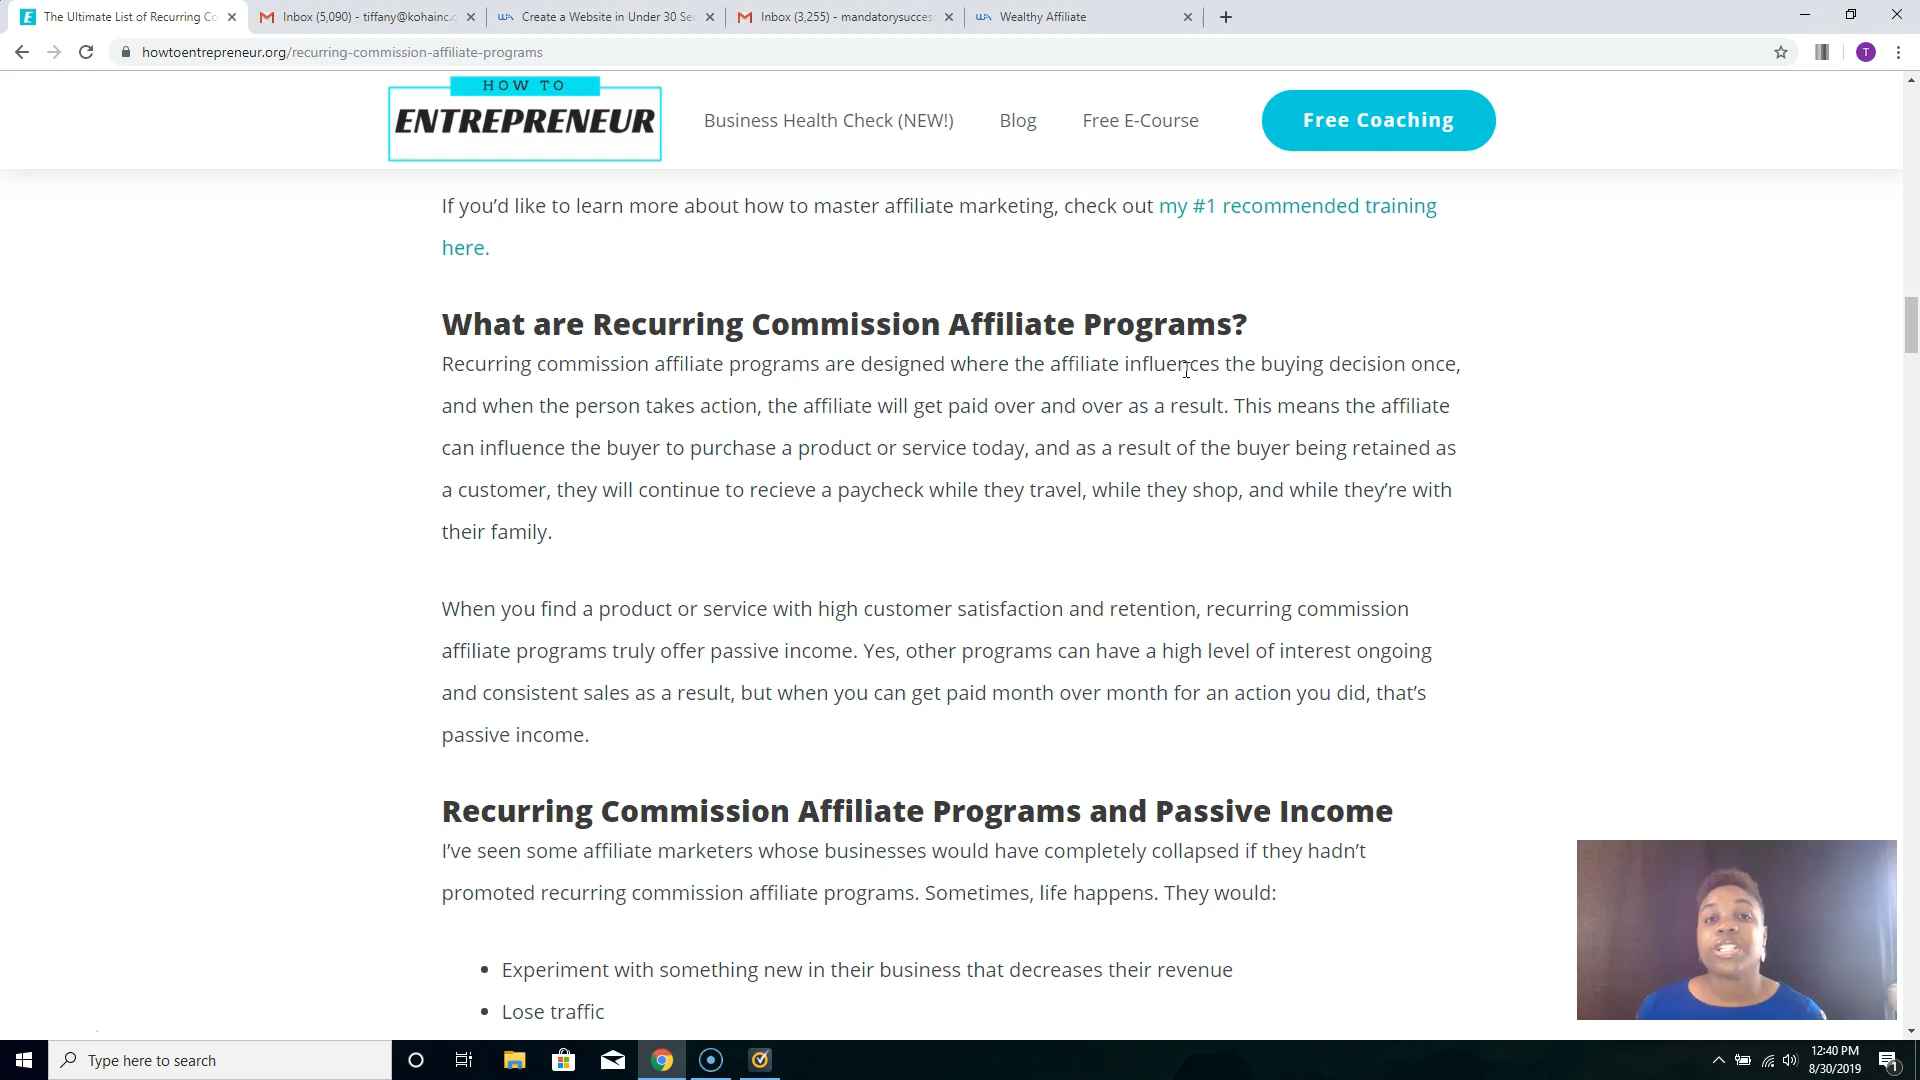 The Ultimate List of Recurring Co
Inbox (5,090) - tiffany@kohainc.c
Create a Website in Under 30 Sec
Inbox (3,255) - mandatorysuccess
Wealthy Affiliate
howtoentrepreneur.org/recurring-commission-affiliate-programs
T
HOW TO
ENTREPRENEUR
Business Health Check (NEW!)
Blog
Free E-Course
Free Coaching
If you’d like to learn more about how to master affiliate marketing, check out my #1 recommended training
here.
What are Recurring Commission Affiliate Programs?
Recurring commission affiliate programs are designed where the affiliate influences the buying decision once,
and when the person takes action, the affiliate will get paid over and over as a result. This means the affiliate
can influence the buyer to purchase a product or service today, and as a result of the buyer being retained as
a customer, they will continue to recieve a paycheck while they travel, while they shop, and while they’re with
their family.
When you find a product or service with high customer satisfaction and retention, recurring commission
affiliate programs truly offer passive income. Yes, other programs can have a high level of interest ongoing
and consistent sales as a result, but when you can get paid month over month for an action you did, that’s
passive income.
Recurring Commission Affiliate Programs and Passive Income
I’ve seen some affiliate marketers whose businesses would have completely collapsed if they hadn’t
promoted recurring commission affiliate programs. Sometimes, life happens. They would:
• Experiment with something new in their business that decreases their revenue
• Lose traffic
Type here to search
12:40 PM
8/30/2019
1